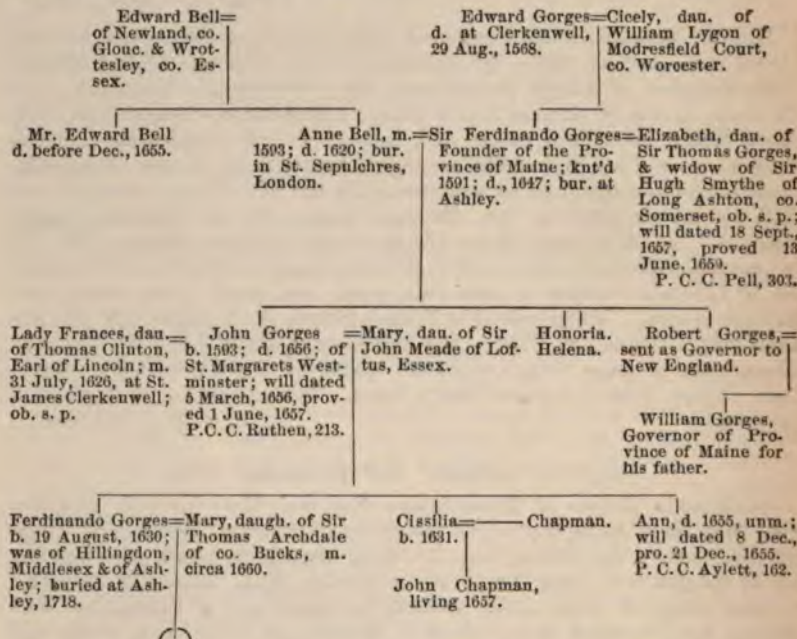 Edward Bell=
of Newland, co.
Glouc. & Wrot-
tesley, co. Es-
sex.
Edward Gorges=Cicely, dau. of
d. at Clerkenwell, William Lygon of
29 Aug., 1568. Modresfield Court,
co. Worcester.
Mr. Edward Bell
d. before Dec., 1655.
Anne Bell, m.=Sir Ferdinando Gorges=Elizabeth, dau. of
1593; d. 1620; bur. Founder of the Pro- Sir Thomas Gorges,
in St. Sepulchres, vince of Maine; knt'd & widow of Sir
London. 1591; d., 1647; bur. at Hugh Smythe of
Ashley. Long Ashton, co.
Somerset, ob. s. p.;
will dated 18 Sept.,
1657, proved 13
June, 1659.
P. C. C. Pell, 303.
Lady Frances, dau.= John Gorges =Mary, dau. of Sir Honoria. Robert Gorges,=
of Thomas Clinton, b. 1593; d. 1656; of John Meade of Lof- Helena. sent as Governor to
Earl of Lincoln; m. St. Margarets West- tus, Essex. New England.
31 July, 1626, at St. minster; will dated
James Clerkenwell; 5 March, 1656, prov-
ob. s. p. ed 1 June, 1657.
P.C.C. Ruthen, 213.
William Gorges,
Governor of Pro-
vince of Maine for
his father.
Ferdinando Gorges=Mary, daugh. of Sir Cissilia=—— Chapman. Ann, d. 1655, unm.;
b. 19 August, 1630; Thomas Archdale b. 1631. will dated 8 Dec.,
was of Hillingdon, of co. Bucks, m. pro. 21 Dec., 1655.
Middlesex & of Ash- circa 1660. P. C. C. Aylett, 162.
ley; buried at Ash-
ley, 1718.
John Chapman,
living 1657.